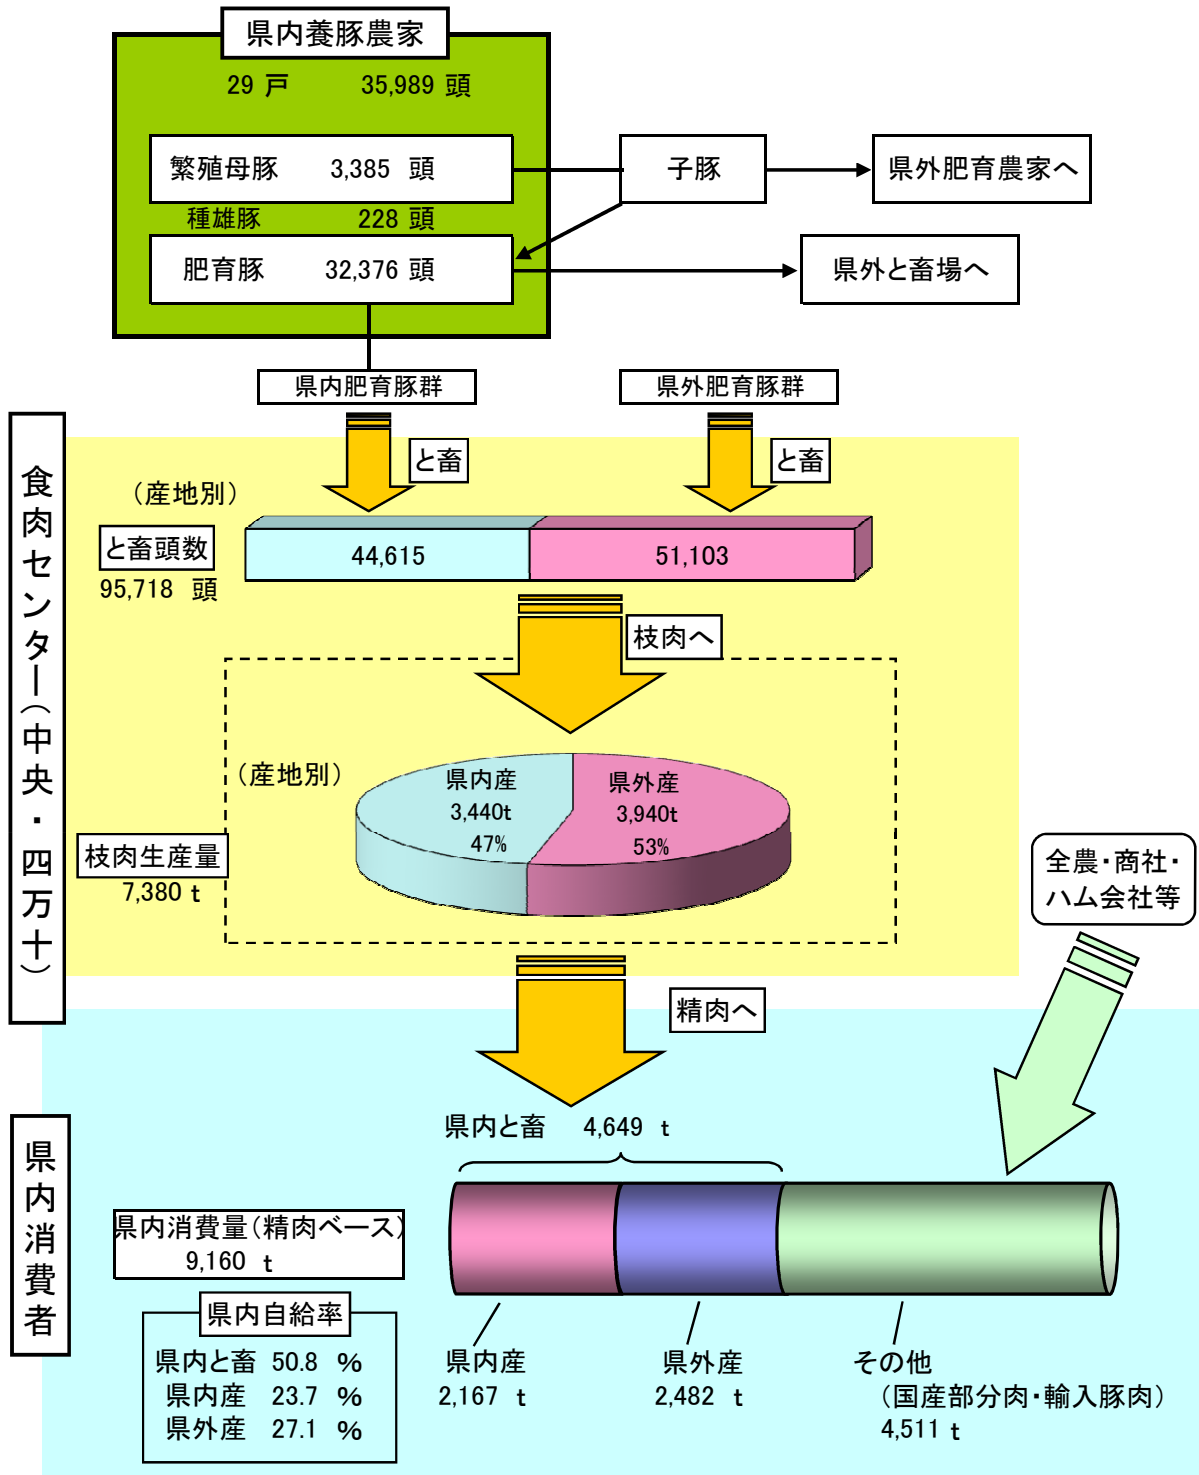 県内養豚農家
29 戸 35,989 頭
繁殖母豚 3,385 頭
子豚
県外肥育農家へ
種雄豚 228 頭
肥育豚 32,376 頭
県外と畜場へ
県内肥育豚群
県外肥育豚群
食肉センター(中央・四万十)
と畜
と畜
(産地別)
と畜頭数
95,718 頭
44,615
51,103
枝肉へ
(産地別)
県内産
3,440t
47%
県外産
3,940t
53%
枝肉生産量
7,380 t
全農・商社・
ハム会社等
精肉へ
県内消費者
県内と畜 4,649 t
県内消費量(精肉ベース)
9,160 t
県内自給率
県内と畜 50.8 %
県内産 23.7 %
県外産 27.1 %
県内産
2,167 t
県外産
2,482 t
その他
(国産部分肉・輸入豚肉)
4,511 t